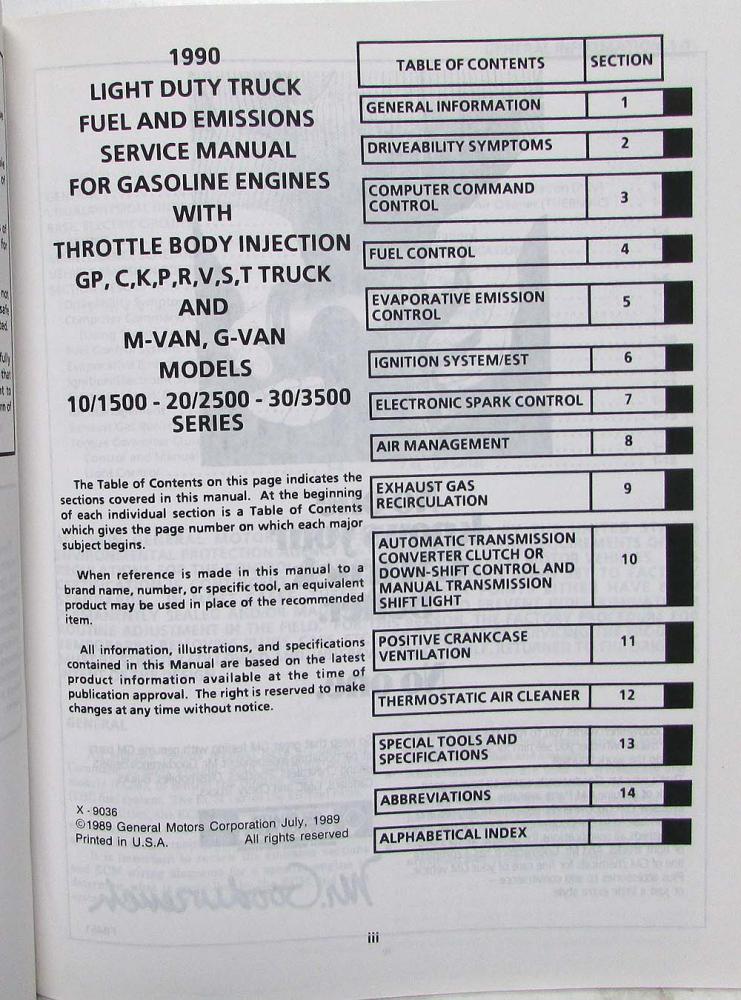 1990
LIGHT DUTY TRUCK
FUEL AND EMISSIONS
SERVICE MANUAL
FOR GASOLINE ENGINES
WITH
THROTTLE BODY INJECTION
GP, C,K,P,R,V,S,T TRUCK
AND
M-VAN, G-VAN
MODELS
10/1500 - 20/2500 - 30/3500
SERIES
The Table of Contents on this page indicates the
sections covered in this manual. At the beginning
of each individual section is a Table of Contents
which gives the page number on which each major
subject begins.
When reference is made in this manual to a
brand name, number, or specific tool, an equivalent
product may be used in place of the recommended
item.
All information, illustrations, and specifications
contained in this Manual are based on the latest
product information available at the time of
publication approval. The right is reserved to make
changes at any time without notice.
X - 9036
©1989 General Motors Corporation July, 1989
Printed in U.S.A. All rights reserved
TABLE OF CONTENTS SECTION
GENERAL INFORMATION 1
DRIVEABILITY SYMPTOMS 2
COMPUTER COMMAND
CONTROL 3
FUEL CONTROL 4
EVAPORATIVE EMISSION
CONTROL 5
IGNITION SYSTEM/EST 6
ELECTRONIC SPARK CONTROL 7
AIR MANAGEMENT 8
EXHAUST GAS
RECIRCULATION 9
AUTOMATIC TRANSMISSION
CONVERTER CLUTCH OR
DOWN-SHIFT CONTROL AND
MANUAL TRANSMISSION
SHIFT LIGHT 10
POSITIVE CRANKCASE
VENTILATION 11
THERMOSTATIC AIR CLEANER 12
SPECIAL TOOLS AND
SPECIFICATIONS 13
ABBREVIATIONS 14
ALPHABETICAL INDEX
iii